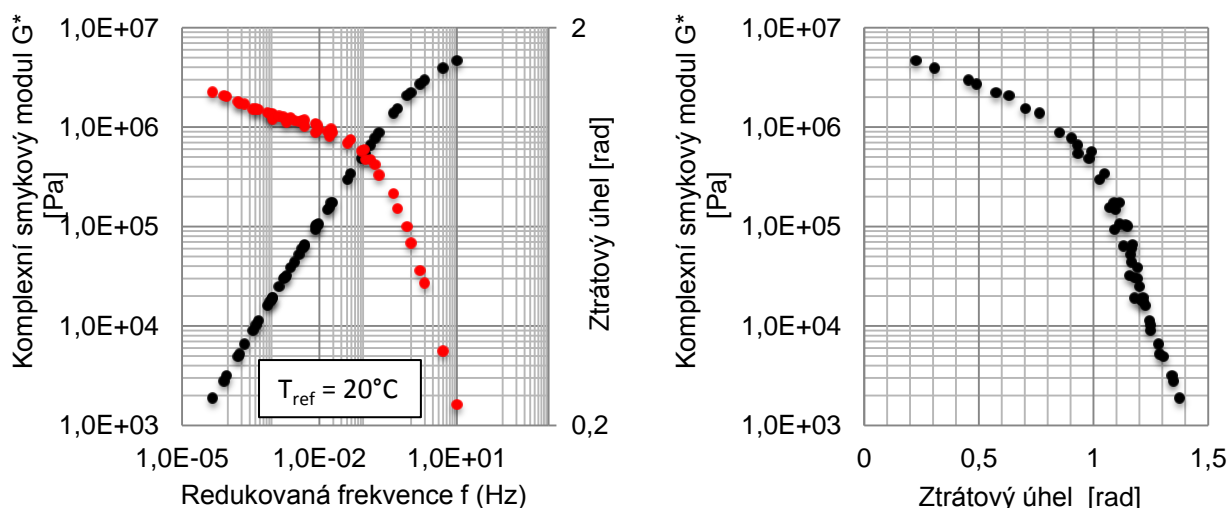 Komplexní smykový modul G*
[Pa]
1,0E+07
1,0E+06
1,0E+05
1,0E+04
1,0E+03
1,0E-05
1,0E-02
1,0E+01
Redukovaná frekvence f (Hz)
T_ref = 20°C
2
0,2
Ztrátový úhel [rad]
Komplexní smykový modul G*
[Pa]
1,0E+07
1,0E+06
1,0E+05
1,0E+04
1,0E+03
0
0,5
1
1,5
Ztrátový úhel [rad]